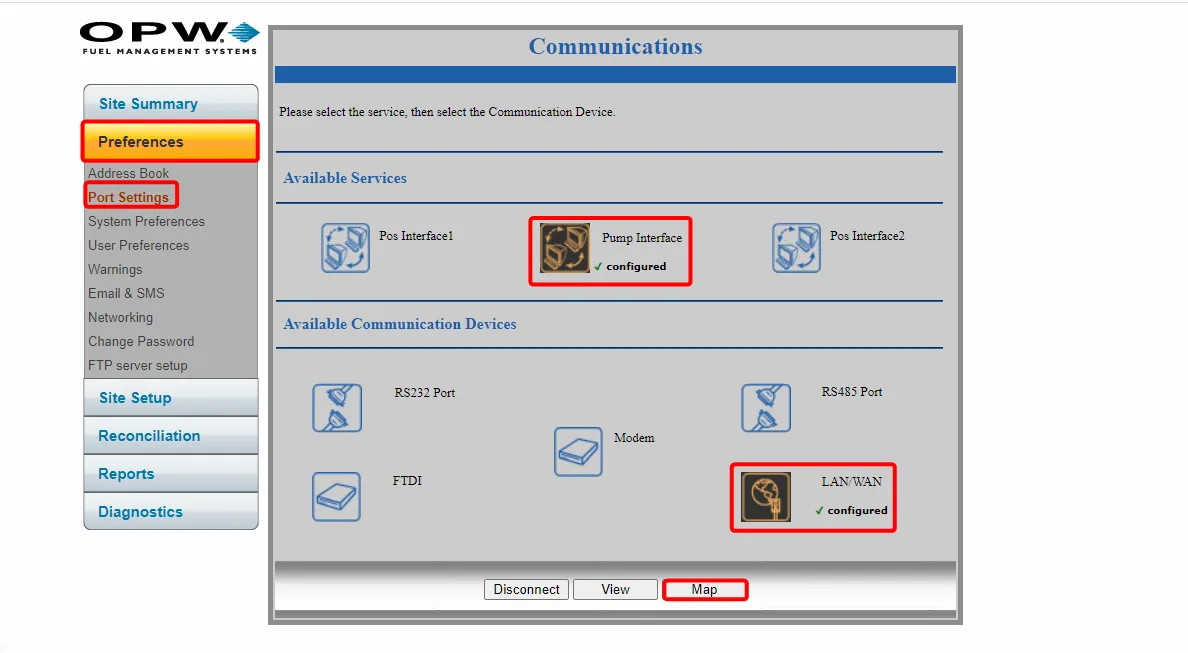 OPW
FUEL MANAGEMENT SYSTEMS
Site Summary
Preferences
Address Book
Port Settings
System Preferences
User Preferences
Warnings
Email & SMS
Networking
Change Password
FTP server setup
Site Setup
Reconciliation
Reports
Diagnostics
Communications
Please select the service, then select the Communication Device.
Available Services
Pos Interface1
Pump Interface
✓ configured
Pos Interface2
Available Communication Devices
RS232 Port
RS485 Port
Modem
FTDI
LAN/WAN
✓ configured
Disconnect
View
Map